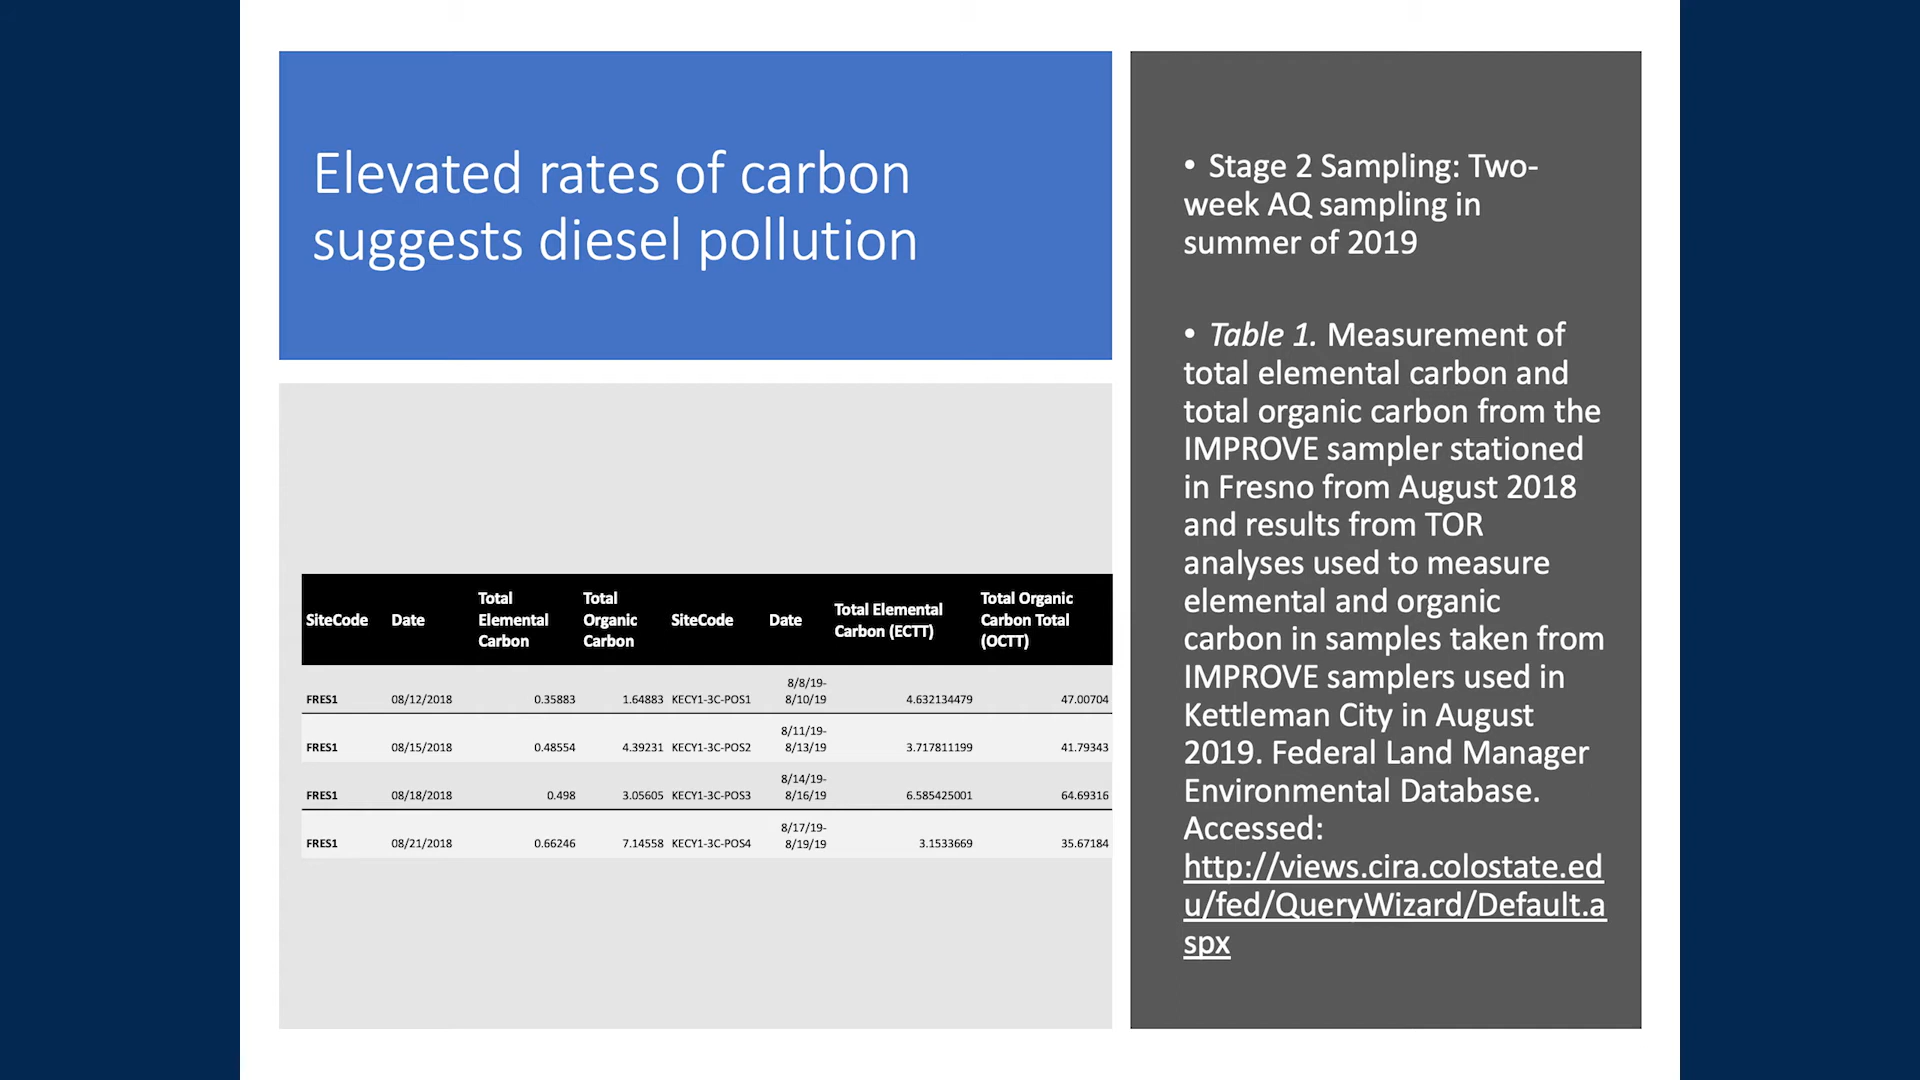 Elevated rates of carbon
suggests diesel pollution
SiteCode Date Total Elemental Carbon Total Organic Carbon SiteCode Date Total Elemental Carbon (ECTT) Total Organic Carbon Total (OCTT)
FRES1 08/12/2018 0.35883 1.64883 KECY1-3C-POS1 8/8/19-8/10/19 4.632134479 47.00704
FRES1 08/15/2018 0.48554 4.39231 KECY1-3C-POS2 8/11/19-8/13/19 3.717811199 41.79343
FRES1 08/18/2018 0.498 3.05605 KECY1-3C-POS3 8/14/19-8/16/19 6.585425001 64.69316
FRES1 08/21/2018 0.66246 7.14558 KECY1-3C-POS4 8/17/19-8/19/19 3.1533669 35.67184
• Stage 2 Sampling: Two-
week AQ sampling in
summer of 2019
• Table 1. Measurement of
total elemental carbon and
total organic carbon from the
IMPROVE sampler stationed
in Fresno from August 2018
and results from TOR
analyses used to measure
elemental and organic
carbon in samples taken from
IMPROVE samplers used in
Kettleman City in August
2019. Federal Land Manager
Environmental Database.
Accessed:
http://views.cira.colostate.ed
u/fed/QueryWizard/Default.a
spx